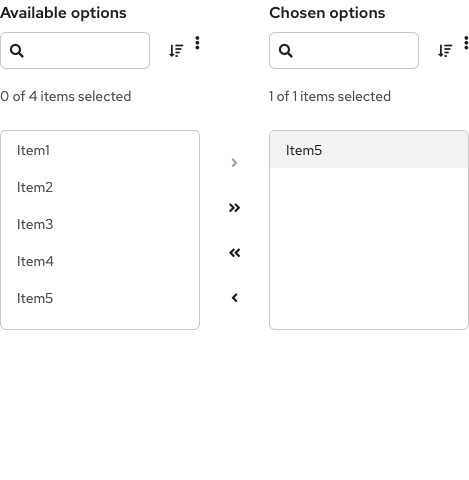 Available options
0 of 4 items selected
Item1
Item2
Item3
Item4
Item5
Chosen options
1 of 1 items selected
Item5